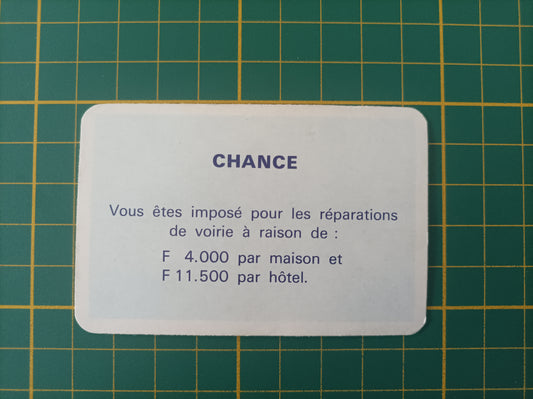 CHANCE
Vous êtes imposé pour les réparations
de voirie à raison de :
F 4.000 par maison et
F 11.500 par hôtel.